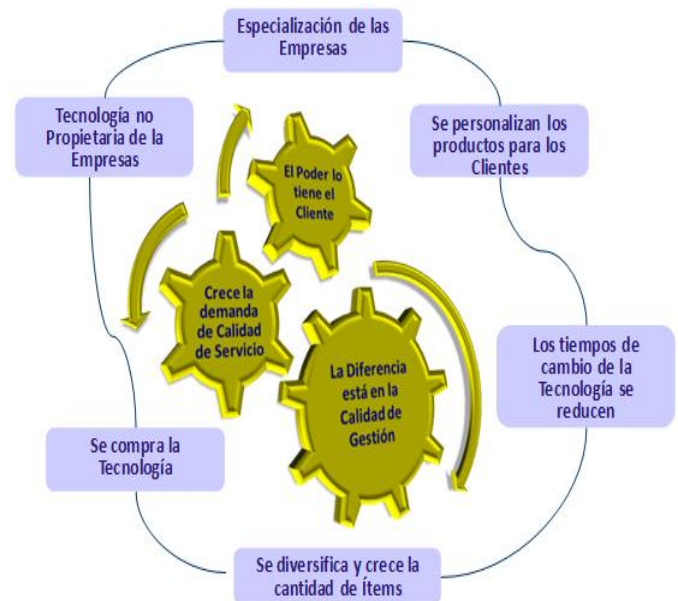 Especialización de las
Empresas
Tecnología no
Propietaria de la
Empresas
Se personalizan los
productos para los
Clientes
El Poder lo
tiene el
Cliente
Crece la
demanda
de Calidad
de Servicio
La Diferencia
está en la
Calidad de
Gestión
Los tiempos de
cambio de la
Tecnología se
reducen
Se compra la
Tecnología
Se diversifica y crece la
cantidad de Ítems